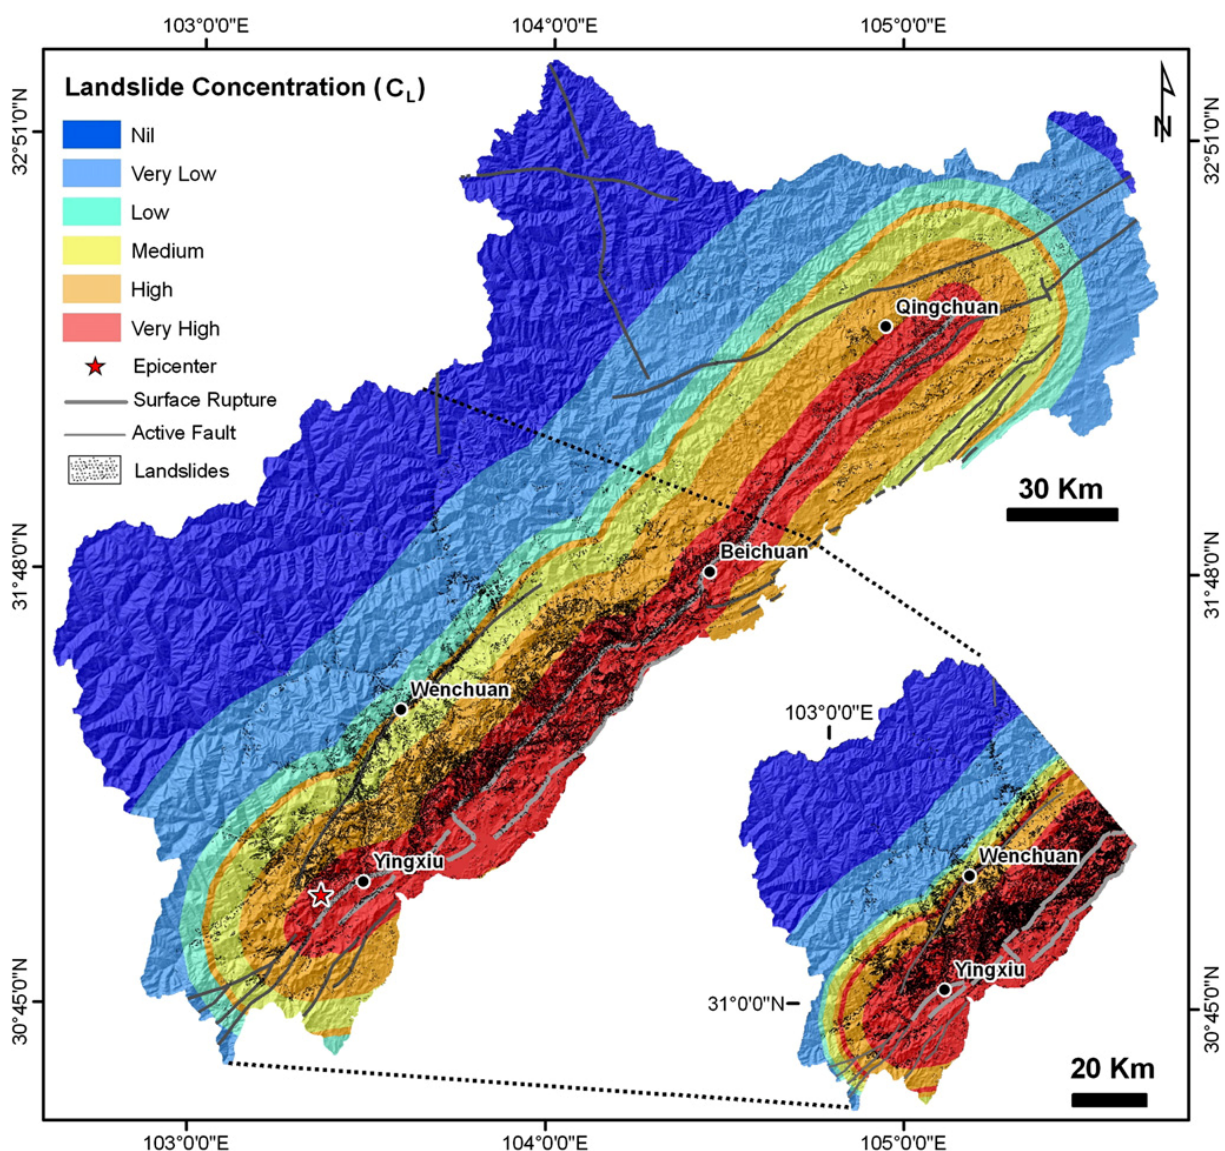 103°0'0"E 104°0'0"E 105°0'0"E
Landslide Concentration (CL)
Nil
Very Low
Low
Medium
High
Very High
Epicenter
Surface Rupture
Active Fault
Landslides
N
32°51'0"N
32°51'0"N
Qingchuan
30 Km
Beichuan
31°48'0"N
31°48'0"N
Wenchuan
103°0'0"E
Wenchuan
Yingxiu
Yingxiu
31°0'0"N
30°45'0"N
30°45'0"N
20 Km
103°0'0"E 104°0'0"E 105°0'0"E